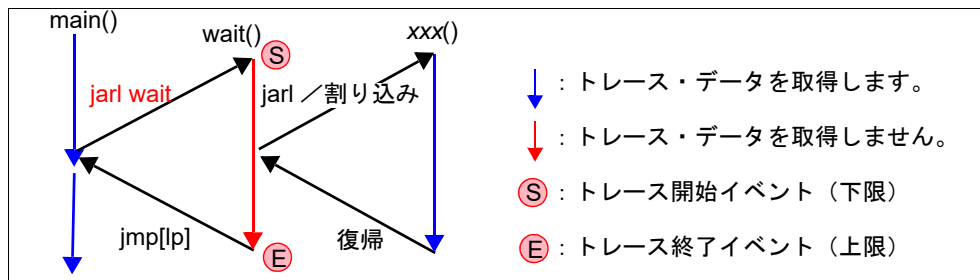 main()
wait()
xxx()
S
jarl wait
jarl ／割り込み
jmp[lp]
復帰
E
: トレース・データを取得します。
: トレース・データを取得しません。
S : トレース開始イベント（下限）
E : トレース終了イベント（上限）